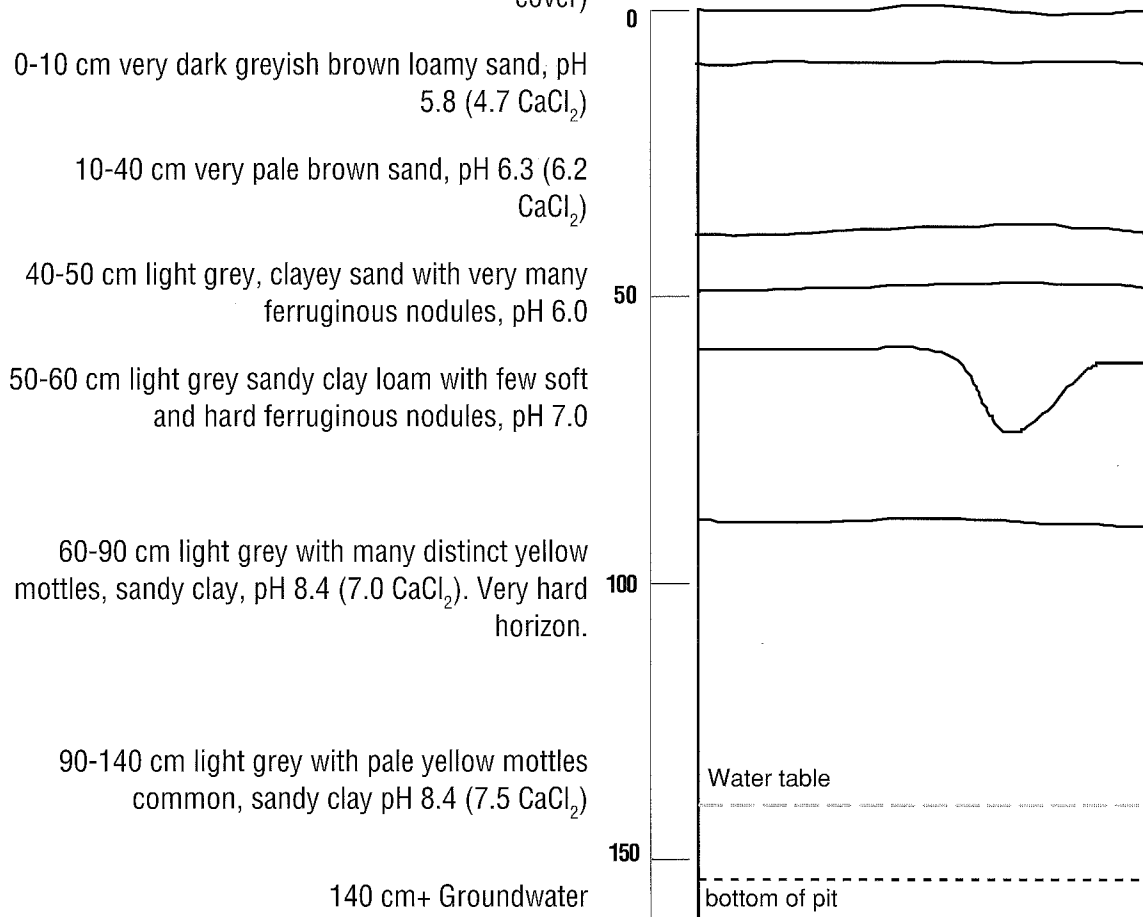 cover)
0
0-10 cm very dark greyish brown loamy sand, pH
5.8 (4.7 CaCl₂)
10-40 cm very pale brown sand, pH 6.3 (6.2
CaCl₂)
40-50 cm light grey, clayey sand with very many
ferruginous nodules, pH 6.0
50
50-60 cm light grey sandy clay loam with few soft
and hard ferruginous nodules, pH 7.0
60-90 cm light grey with many distinct yellow
mottles, sandy clay, pH 8.4 (7.0 CaCl₂). Very hard
horizon.
100
90-140 cm light grey with pale yellow mottles
common, sandy clay pH 8.4 (7.5 CaCl₂)
Water table
150
140 cm+ Groundwater
bottom of pit